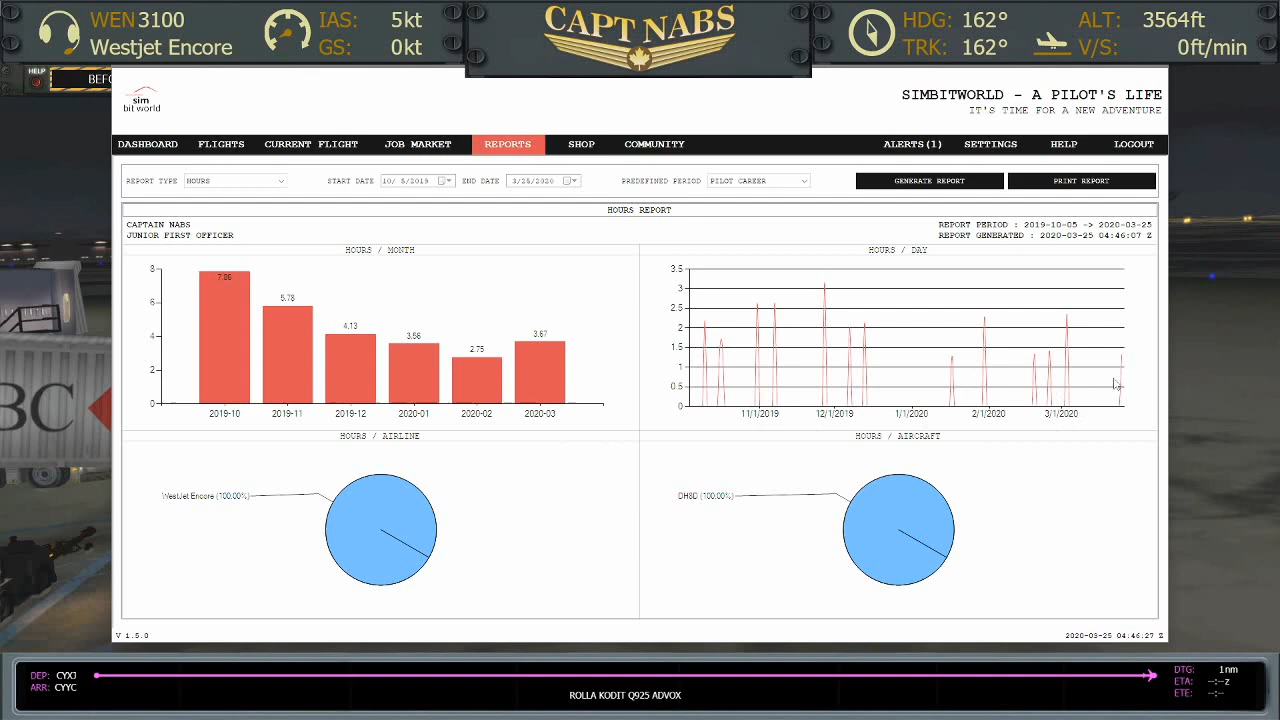 WEN 3100
Westjet Encore
IAS: 5kt
GS: 0kt
CAPT NABS
HDG: 162°
TRK: 162°
ALT: 3564ft
V/S: 0ft/min
HELP
BEFO
sim
bit world
SIMBITWORLD - A PILOT'S LIFE
IT'S TIME FOR A NEW ADVENTURE
DASHBOARD FLIGHTS CURRENT FLIGHT JOB MARKET REPORTS SHOP COMMUNITY ALERTS(1) SETTINGS HELP LOGOUT
REPORT TYPE HOURS START DATE 10/ 5/2019 END DATE 3/25/2020 PREDEFINED PERIOD PILOT CAREER GENERATE REPORT PRINT REPORT
HOURS REPORT
CAPTAIN NABS
JUNIOR FIRST OFFICER
REPORT PERIOD : 2019-10-05 -> 2020-03-25
REPORT GENERATED : 2020-03-25 04:46:07 Z
HOURS / MONTH
8
6
4
2
0
5.78
4.13
3.56
2.75
3.67
2019-10 2019-11 2019-12 2020-01 2020-02 2020-03
HOURS / DAY
3.5
3
2.5
2
1.5
1
0.5
0
11/1/2019 12/1/2019 1/1/2020 2/1/2020 3/1/2020
HOURS / AIRLINE
WestJet Encore (100.00%)
HOURS / AIRCRAFT
DH8D (100.00%)
BC
V 1.5.0
2020-03-25 04:46:27 Z
DEP: CYXJ
ARR: CYYC
ROLLA KODIT Q925 ADVOX
DTG: 1nm
ETA: --:--z
ETE: --:--